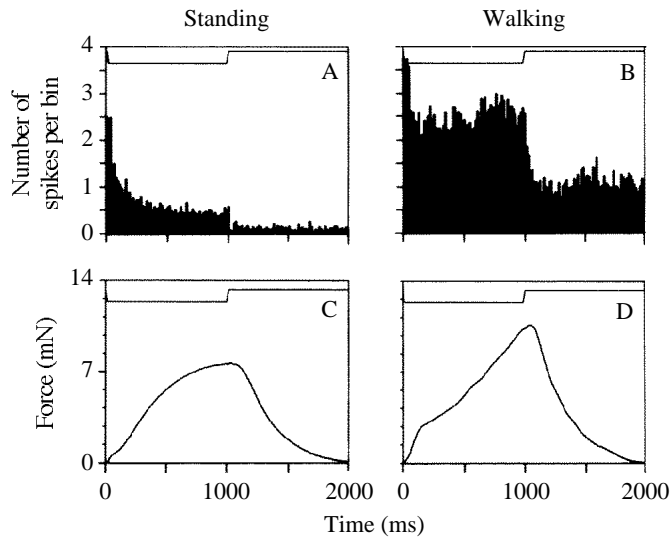 Standing Walking
4
3
2
1
0
Number of
spikes per bin
A B
14
7
0
Force (mN)
C D
0 1000 2000 0 1000 2000
Time (ms)